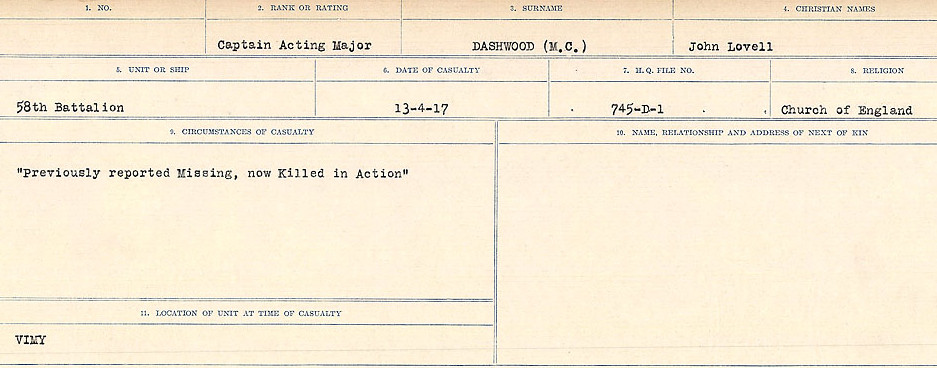 1. NO.
2. RANK OR RATING
3. SURNAME
4. CHRISTIAN NAMES
Captain Acting Major
DASHWOOD (M.C.)
John Lovell
5. UNIT OR SHIP
6. DATE OF CASUALTY
7. H.Q. FILE NO.
8. RELIGION
58th Battalion
13-4-17
745-D-1
Church of England
9. CIRCUMSTANCES OF CASUALTY
10. NAME, RELATIONSHIP AND ADDRESS OF NEXT OF KIN
"Previously reported Missing, now Killed in Action"
11. LOCATION OF UNIT AT TIME OF CASUALTY
VIMY